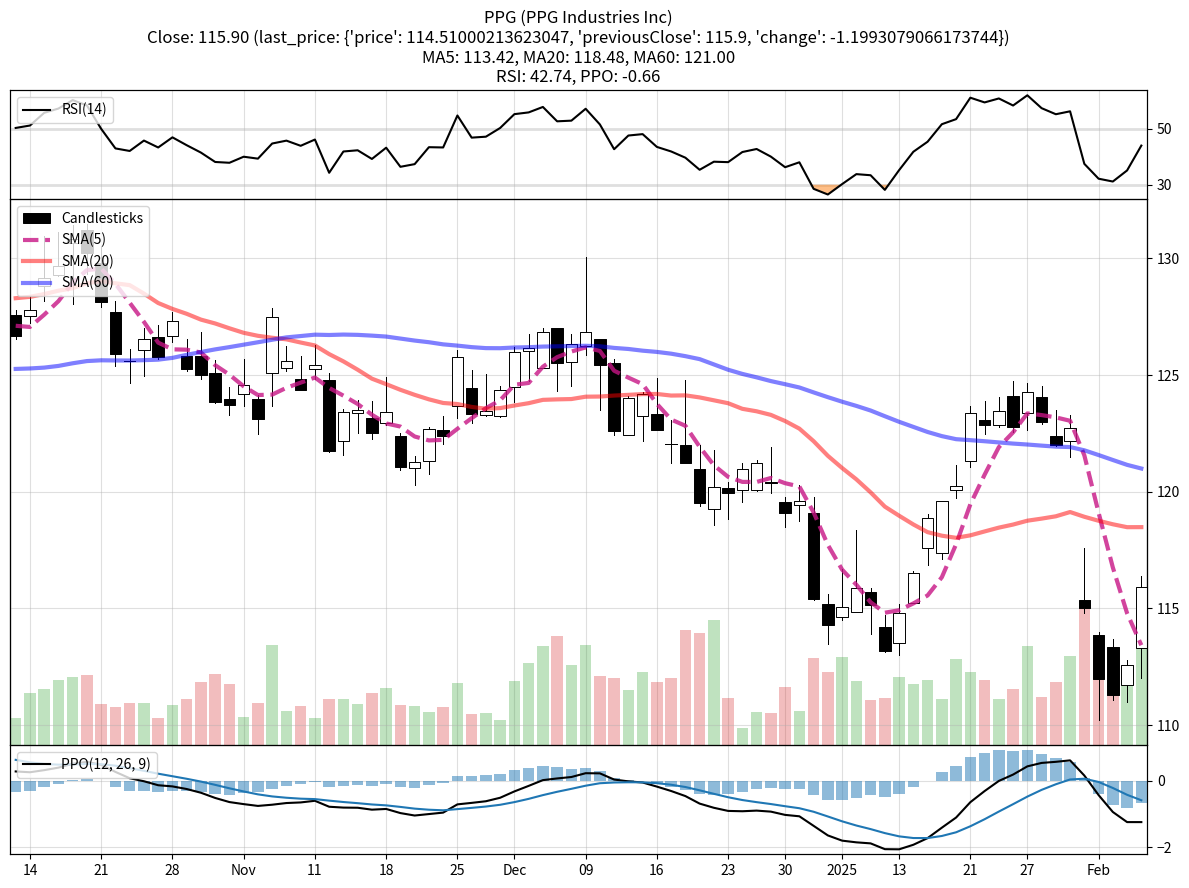 PPG (PPG Industries Inc)
Close: 115.90 (last_price: {'price': 114.51000213623047, 'previousClose': 115.9, 'change': -1.1993079066173744})
MA5: 113.42, MA20: 118.48, MA60: 121.00
RSI: 42.74, PPO: -0.66
RSI(14)
50
30
Candlesticks
SMA(5)
SMA(20)
SMA(60)
130
125
120
115
110
PPO(12, 26, 9)
0
−2
14 21 28 Nov 11 18 25 Dec 09 16 23 30 2025 13 21 27 Feb